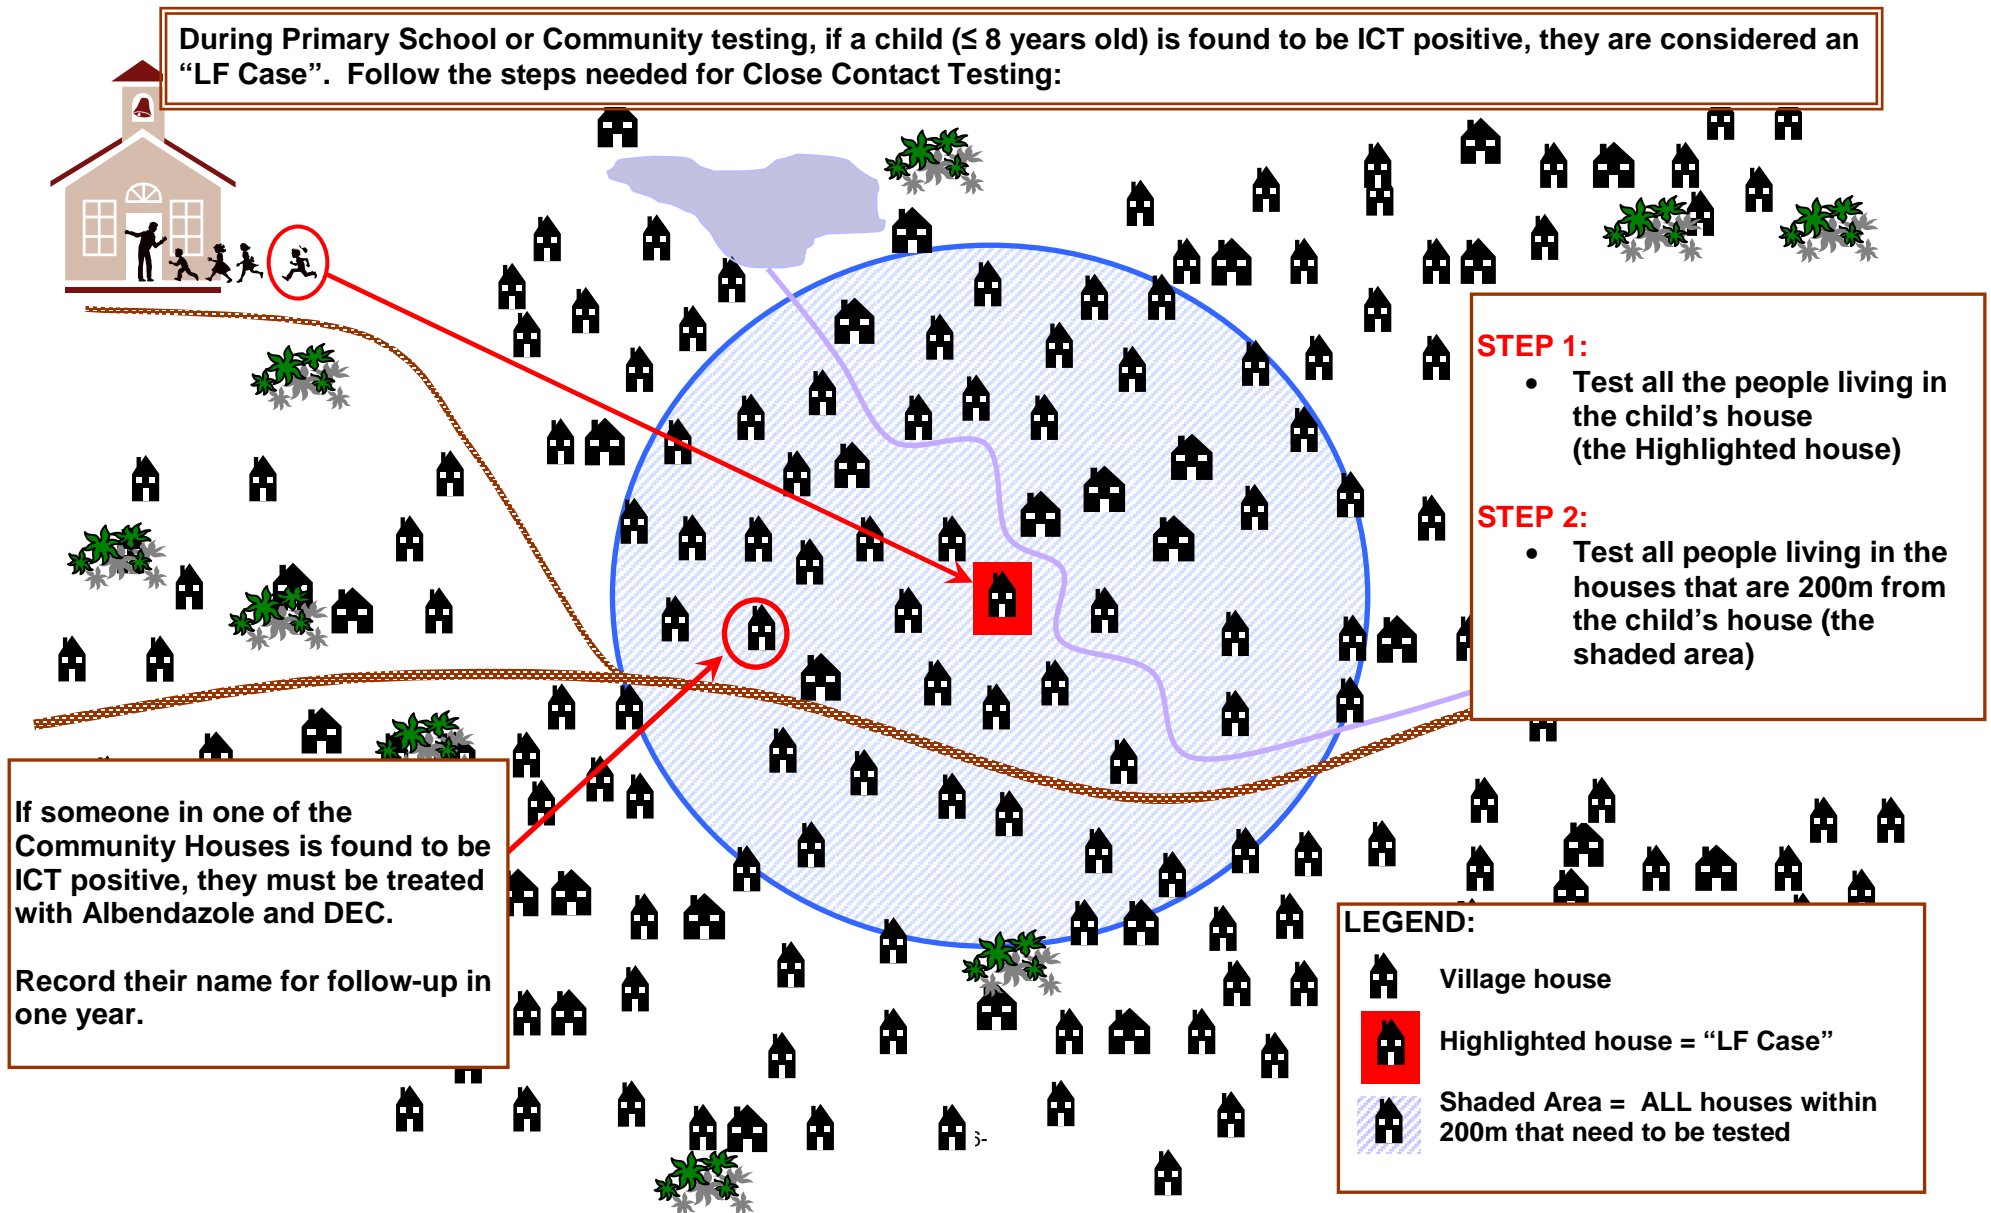 During Primary School or Community testing, if a child (≤ 8 years old) is found to be ICT positive, they are considered an
“LF Case”.  Follow the steps needed for Close Contact Testing:
STEP 1:
• Test all the people living in
the child’s house
(the Highlighted house)
STEP 2:
• Test all people living in the
houses that are 200m from
the child’s house (the
shaded area)
If someone in one of the
Community Houses is found to be
ICT positive, they must be treated
with Albendazole and DEC.
Record their name for follow-up in
one year.
LEGEND:
Village house
Highlighted house = “LF Case”
Shaded Area =  ALL houses within
200m that need to be tested